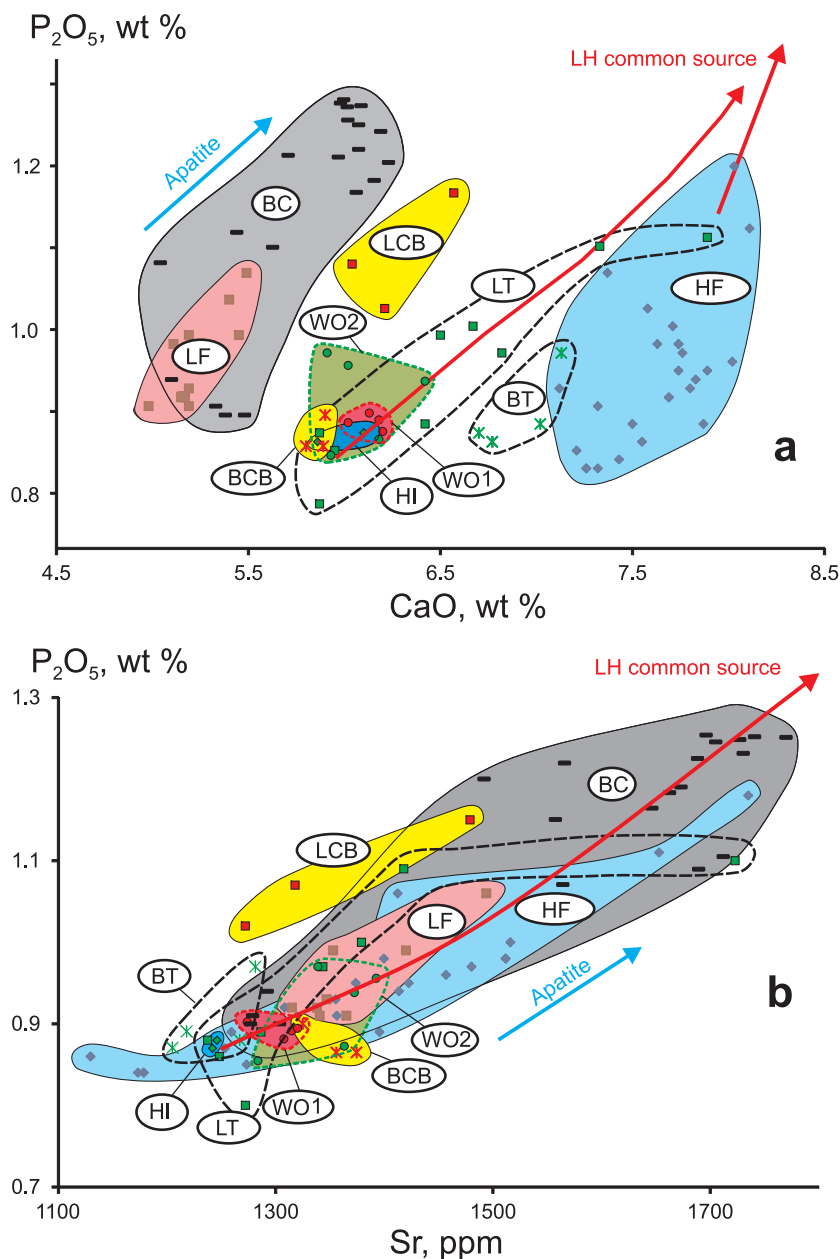 P2O5, wt %
LH common source
1.2
Apatite
BC
LCB
LT
HF
1.0
WO2
LF
BT
a
BCB
HI
WO1
0.8
4.5 5.5 6.5 7.5 8.5
CaO, wt %
P2O5, wt %
LH common source
1.3
BC
LCB
1.1
LF
HF
BT
Apatite
b
0.9
WO2
BCB
HI
WO1
LT
0.7
1100 1300 1500 1700
Sr, ppm